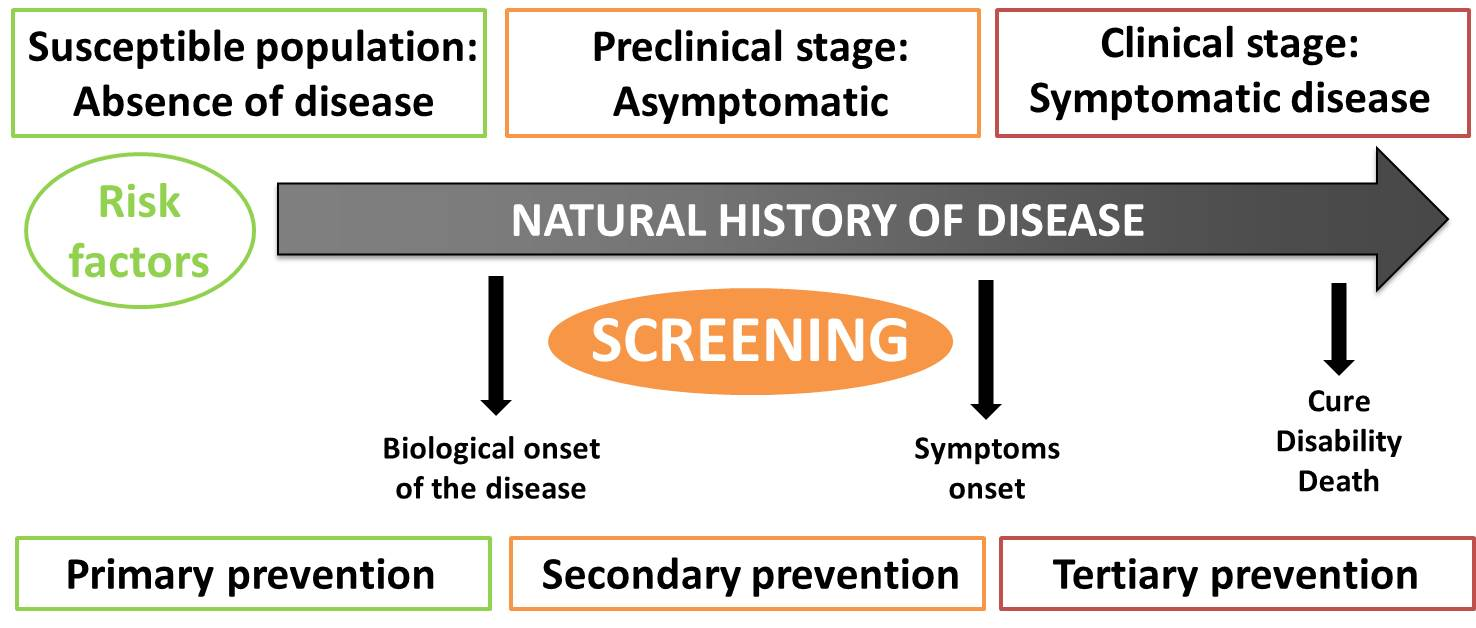 Susceptible population:
Absence of disease
Preclinical stage:
Asymptomatic
Clinical stage:
Symptomatic disease
Risk
factors
NATURAL HISTORY OF DISEASE
SCREENING
Biological onset
of the disease
Symptoms
onset
Cure
Disability
Death
Primary prevention
Secondary prevention
Tertiary prevention